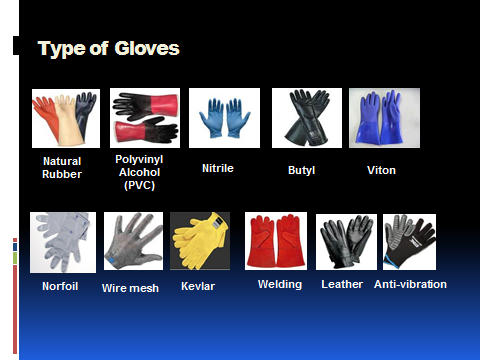 Type of Gloves
Natural
Rubber
Polyvinyl
Alcohol
(PVC)
Nitrile
Butyl
Viton
Norfoil
Wire mesh
Kevlar
Welding
Leather
Anti-vibration